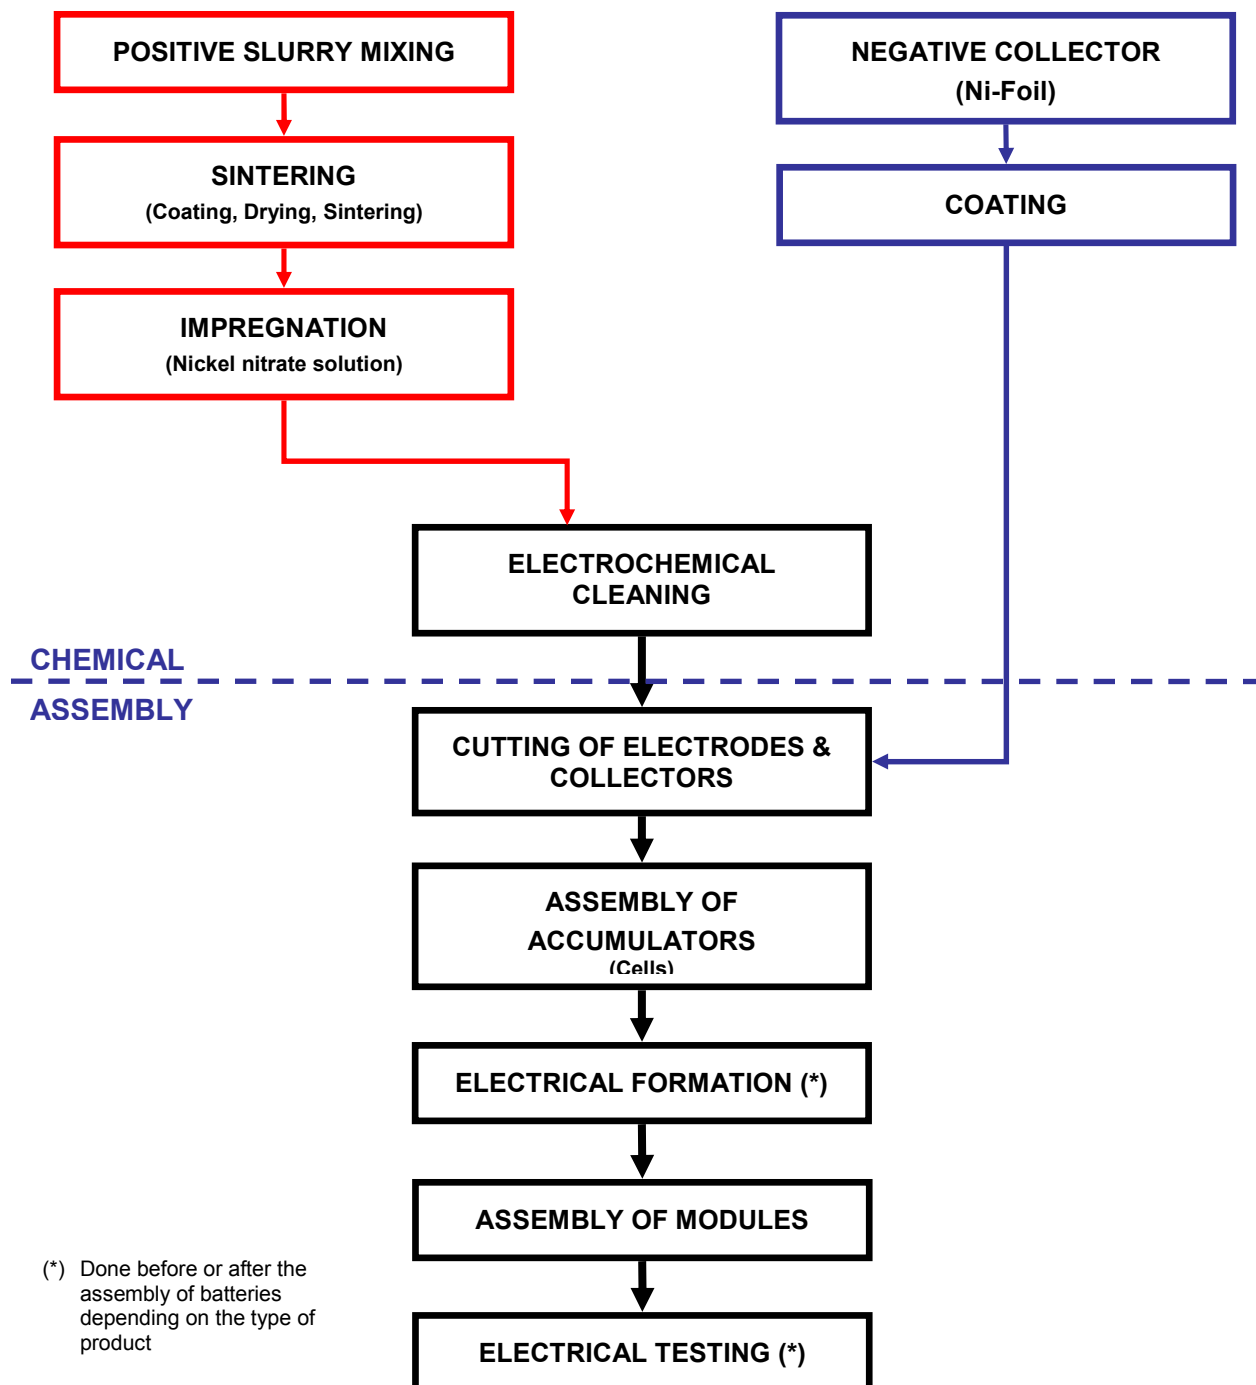 POSITIVE SLURRY MIXING
NEGATIVE COLLECTOR
(Ni-Foil)
SINTERING
(Coating, Drying, Sintering)
COATING
IMPREGNATION
(Nickel nitrate solution)
ELECTROCHEMICAL
CLEANING
CHEMICAL
ASSEMBLY
CUTTING OF ELECTRODES &
COLLECTORS
ASSEMBLY OF
ACCUMULATORS
(Cells)
ELECTRICAL FORMATION (*)
ASSEMBLY OF MODULES
(*) Done before or after the
assembly of batteries
depending on the type of
product
ELECTRICAL TESTING (*)